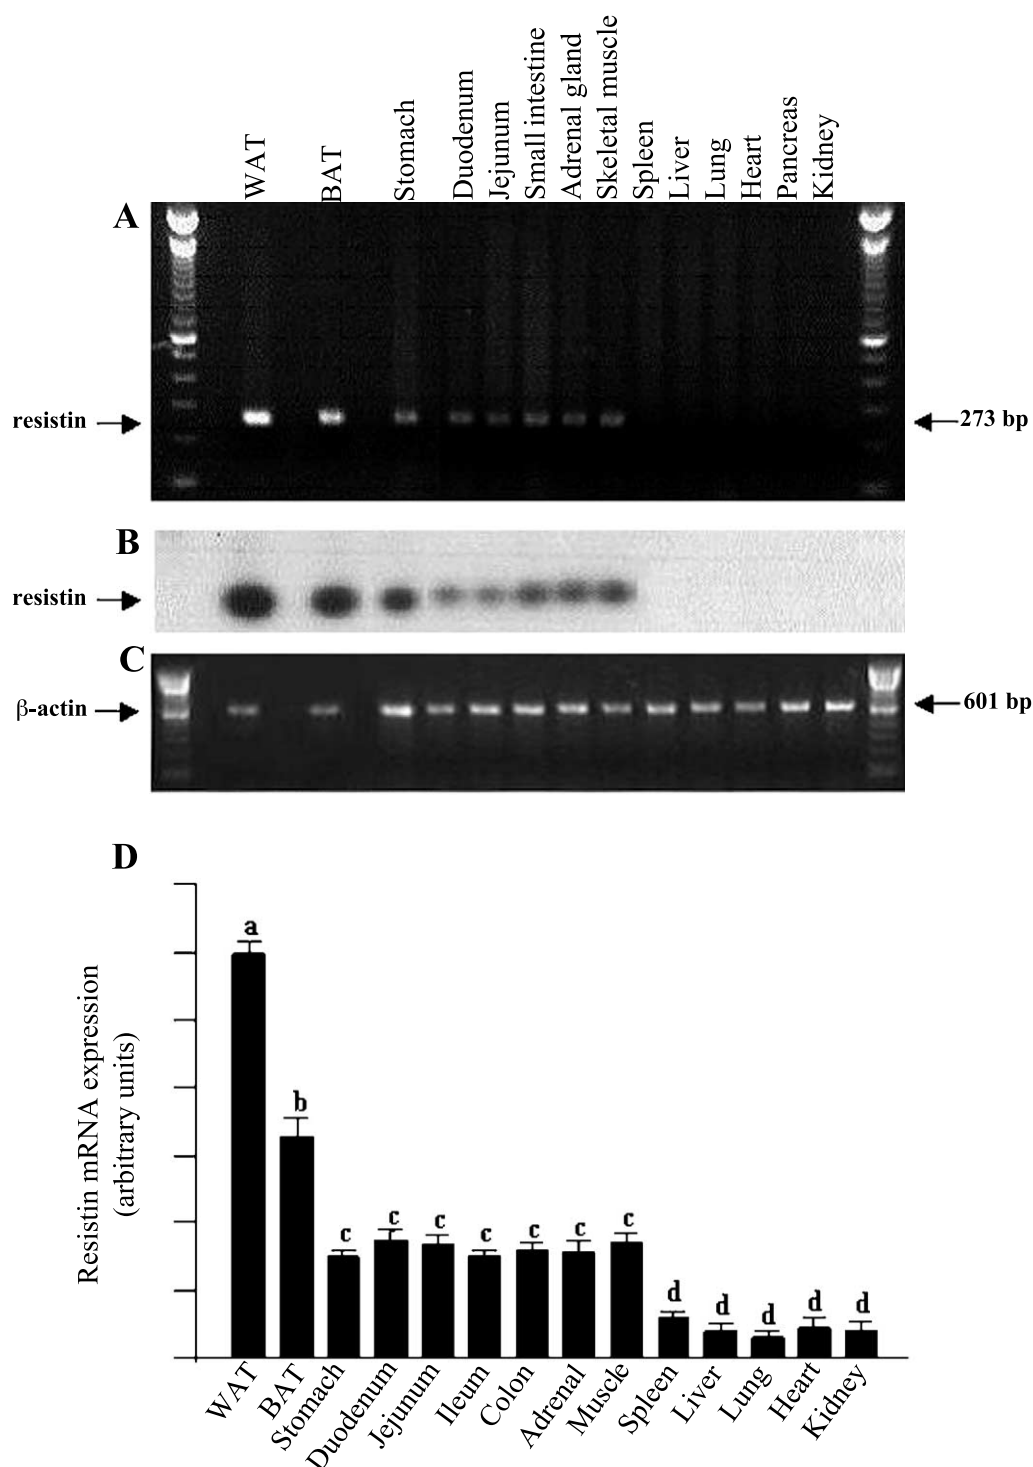 WAT
BAT
Stomach
Duodenum
Jejunum
Small intestine
Adrenal gland
Skeletal muscle
Spleen
Liver
Lung
Heart
Pancreas
Kidney
A
resistin
273 bp
B
resistin
C
β-actin
601 bp
D
Resistin mRNA expression
(arbitrary units)
a
b
c
c
c
c
c
c
c
d
d
d
d
d
WAT
BAT
Stomach
Duodenum
Jejunum
Ileum
Colon
Adrenal
Muscle
Spleen
Liver
Lung
Heart
Kidney